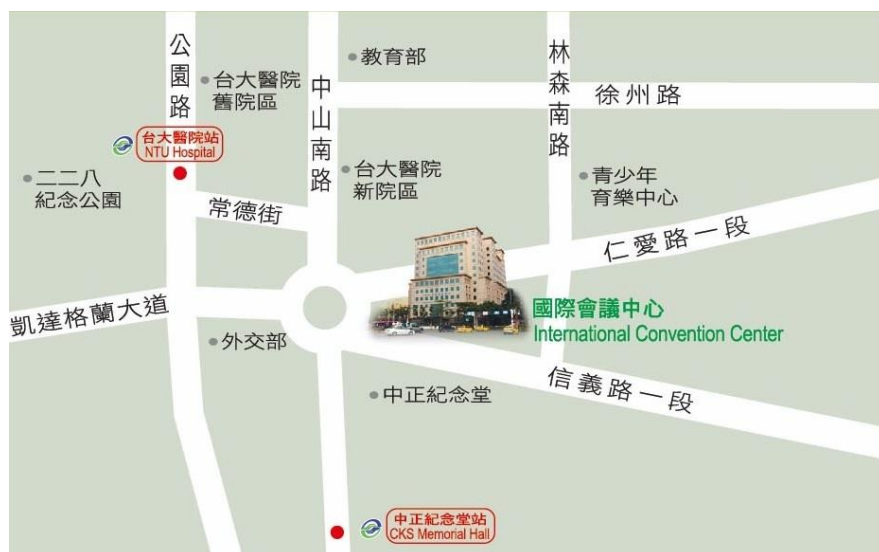 公園路
台大醫院
舊院區
中山南路
教育部
林森南路
徐州路
台大醫院站
NTU Hospital
二二八
紀念公園
常德街
台大醫院
新院區
青少年
育樂中心
仁愛路一段
凱達格蘭大道
外交部
國際會議中心
International Convention Center
中正紀念堂
信義路一段
中正紀念堂站
CKS Memorial Hall